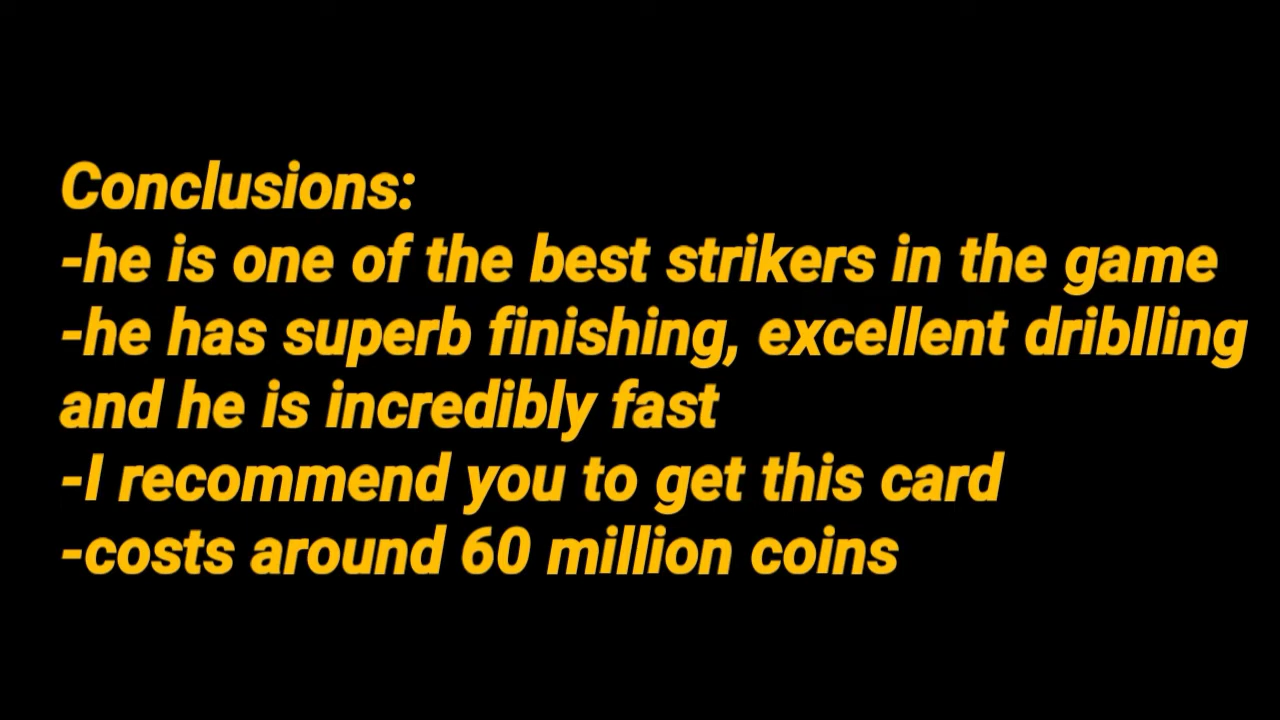 Conclusions:
-he is one of the best strikers in the game
-he has superb finishing, excellent driblling
and he is incredibly fast
-I recommend you to get this card
-costs around 60 million coins